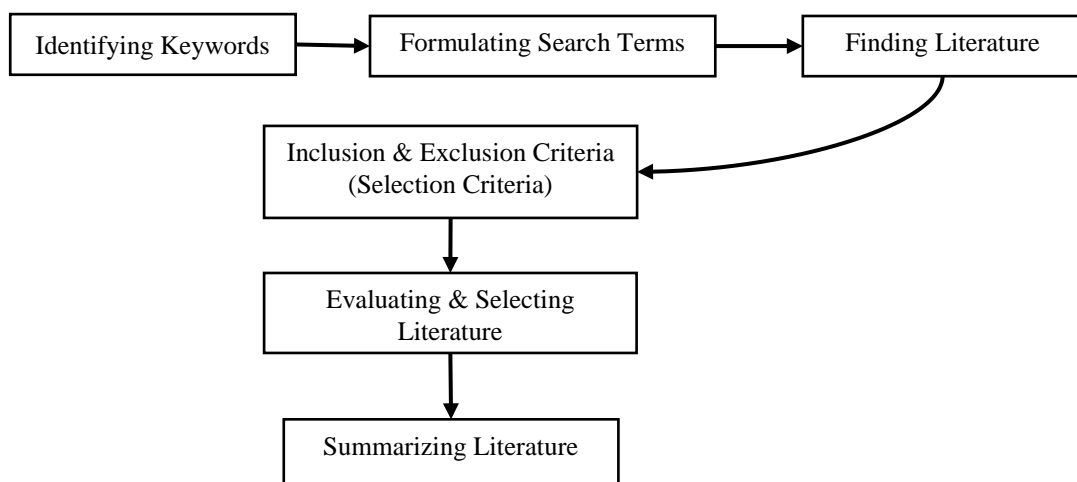 Identifying Keywords
Formulating Search Terms
Finding Literature
Inclusion & Exclusion Criteria
(Selection Criteria)
Evaluating & Selecting
Literature
Summarizing Literature